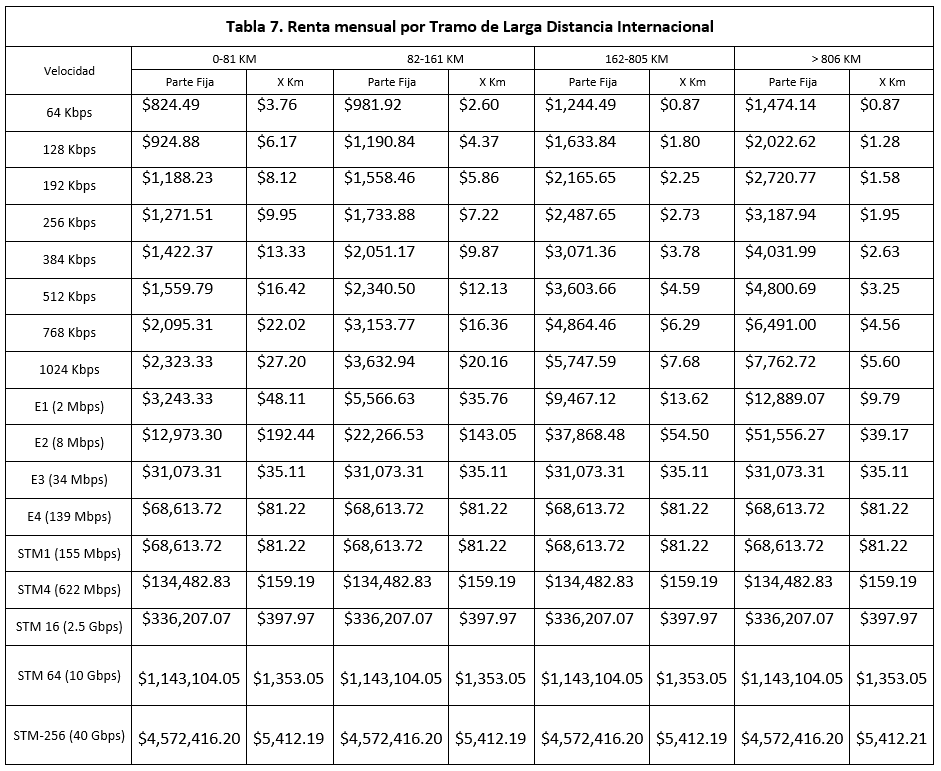 Tabla 7. Renta mensual por Tramo de Larga Distancia Internacional
Velocidad 0-81 KM 82-161 KM 162-805 KM > 806 KM
Parte Fija X Km Parte Fija X Km Parte Fija X Km Parte Fija X Km
64 Kbps $824.49 $3.76 $981.92 $2.60 $1,244.49 $0.87 $1,474.14 $0.87
128 Kbps $924.88 $6.17 $1,190.84 $4.37 $1,633.84 $1.80 $2,022.62 $1.28
192 Kbps $1,188.23 $8.12 $1,558.46 $5.86 $2,165.65 $2.25 $2,720.77 $1.58
256 Kbps $1,271.51 $9.95 $1,733.88 $7.22 $2,487.65 $2.73 $3,187.94 $1.95
384 Kbps $1,422.37 $13.33 $2,051.17 $9.87 $3,071.36 $3.78 $4,031.99 $2.63
512 Kbps $1,559.79 $16.42 $2,340.50 $12.13 $3,603.66 $4.59 $4,800.69 $3.25
768 Kbps $2,095.31 $22.02 $3,153.77 $16.36 $4,864.46 $6.29 $6,491.00 $4.56
1024 Kbps $2,323.33 $27.20 $3,632.94 $20.16 $5,747.59 $7.68 $7,762.72 $5.60
E1 (2 Mbps) $3,243.33 $48.11 $5,566.63 $35.76 $9,467.12 $13.62 $12,889.07 $9.79
E2 (8 Mbps) $12,973.30 $192.44 $22,266.53 $143.05 $37,868.48 $54.50 $51,556.27 $39.17
E3 (34 Mbps) $31,073.31 $35.11 $31,073.31 $35.11 $31,073.31 $35.11 $31,073.31 $35.11
E4 (139 Mbps) $68,613.72 $81.22 $68,613.72 $81.22 $68,613.72 $81.22 $68,613.72 $81.22
STM1 (155 Mbps) $68,613.72 $81.22 $68,613.72 $81.22 $68,613.72 $81.22 $68,613.72 $81.22
STM4 (622 Mbps) $134,482.83 $159.19 $134,482.83 $159.19 $134,482.83 $159.19 $134,482.83 $159.19
STM 16 (2.5 Gbps) $336,207.07 $397.97 $336,207.07 $397.97 $336,207.07 $397.97 $336,207.07 $397.97
STM 64 (10 Gbps) $1,143,104.05 $1,353.05 $1,143,104.05 $1,353.05 $1,143,104.05 $1,353.05 $1,143,104.05 $1,353.05
STM-256 (40 Gbps) $4,572,416.20 $5,412.19 $4,572,416.20 $5,412.19 $4,572,416.20 $5,412.19 $4,572,416.20 $5,412.21